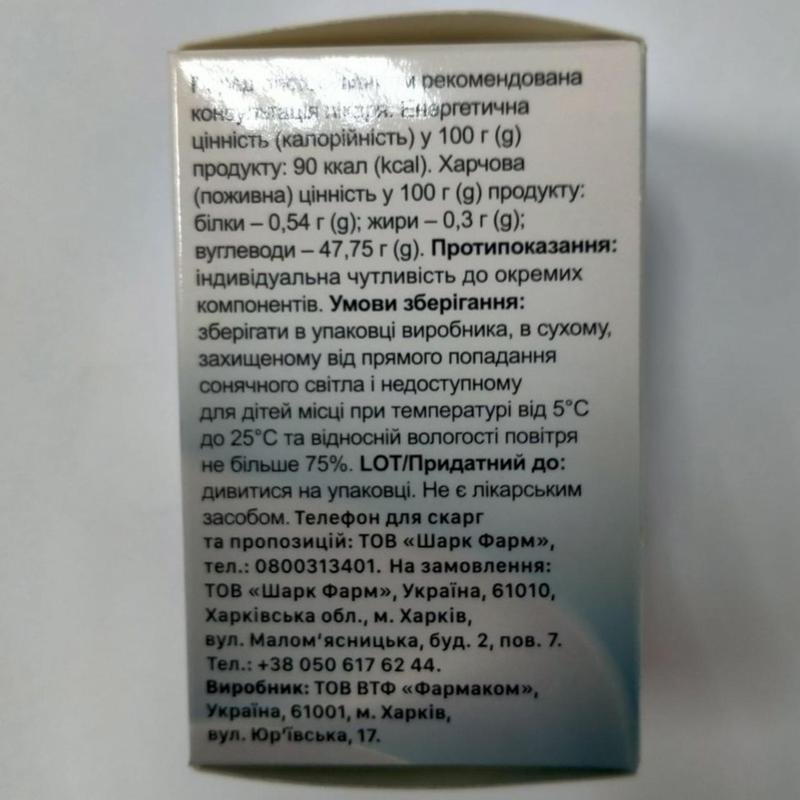 рекомендована
консультація лікаря. Енергетична
цінність (калорійність) у 100 г (g)
продукту: 90 ккал (kcal). Харчова
(поживна) цінність у 100 г (g) продукту:
білки – 0,54 г (g); жири – 0,3 г (g);
вуглеводи – 47,75 г (g). Протипоказання:
індивідуальна чутливість до окремих
компонентів. Умови зберігання:
зберігати в упаковці виробника, в сухому,
захищеному від прямого попадання
сонячного світла і недоступному
для дітей місці при температурі від 5°C
до 25°C та відносній вологості повітря
не більше 75%. LOT/Придатний до:
дивитися на упаковці. Не є лікарським
засобом. Телефон для скарг
та пропозицій: ТОВ «Шарк Фарм»,
тел.: 0800313401. На замовлення:
ТОВ «Шарк Фарм», Україна, 61010,
Харківська обл., м. Харків,
вул. Малом'ясницька, буд. 2, пов. 7.
Тел.: +38 050 617 62 44.
Виробник: ТОВ ВТФ «Фармаком»,
Україна, 61001, м. Харків,
вул. Юр'ївська, 17.